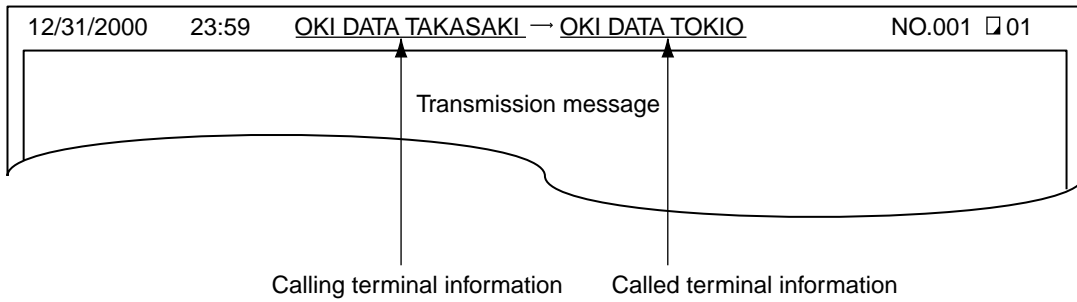 12/31/2000 23:59 OKI DATA TAKASAKI → OKI DATA TOKIO NO.001 01
Transmission message
Calling terminal information Called terminal information